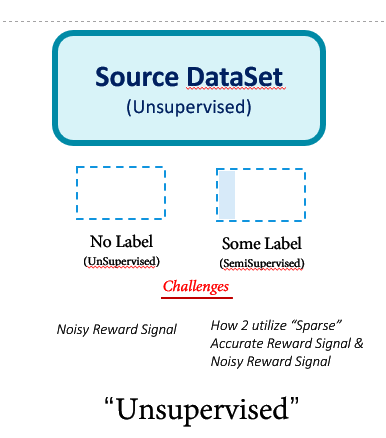 Source DataSet
(Unsupervised)
No Label
(UnSupervised)
Some Label
(SemiSupervised)
Challenges
Noisy Reward Signal
How 2 utilize “Sparse”
Accurate Reward Signal &
Noisy Reward Signal
“Unsupervised”